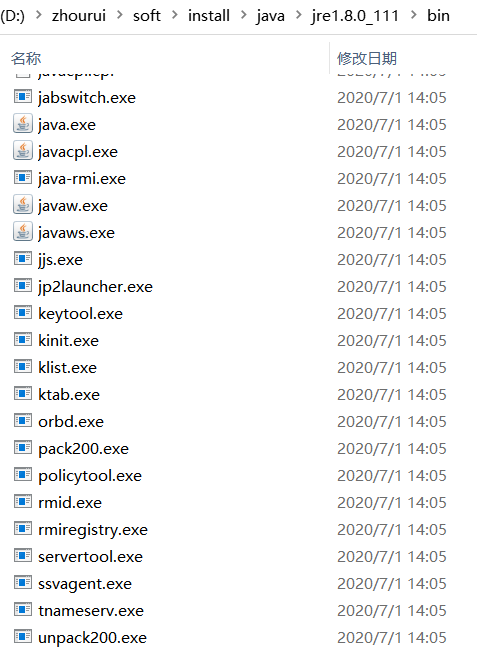 (D:) > zhourui > soft > install > java > jre1.8.0_111 > bin
名称 修改日期
jabswitch.exe 2020/7/1 14:05
java.exe 2020/7/1 14:05
javacpl.exe 2020/7/1 14:05
java-rmi.exe 2020/7/1 14:05
javaw.exe 2020/7/1 14:05
javaws.exe 2020/7/1 14:05
jjs.exe 2020/7/1 14:05
jp2launcher.exe 2020/7/1 14:05
keytool.exe 2020/7/1 14:05
kinit.exe 2020/7/1 14:05
klist.exe 2020/7/1 14:05
ktab.exe 2020/7/1 14:05
orbd.exe 2020/7/1 14:05
pack200.exe 2020/7/1 14:05
policytool.exe 2020/7/1 14:05
rmid.exe 2020/7/1 14:05
rmiregistry.exe 2020/7/1 14:05
servertool.exe 2020/7/1 14:05
ssvagent.exe 2020/7/1 14:05
tnameserv.exe 2020/7/1 14:05
unpack200.exe 2020/7/1 14:05